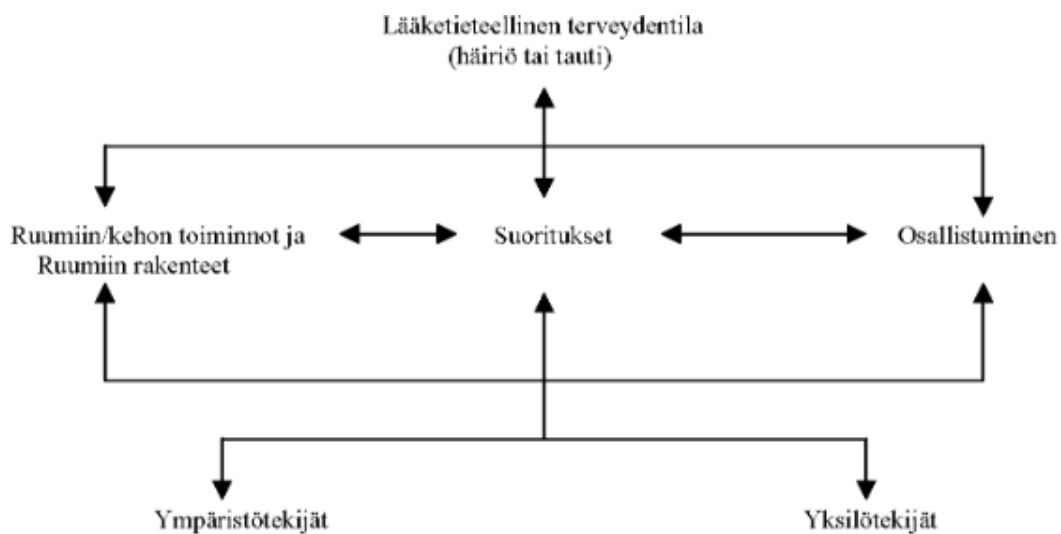 Lääketieteellinen terveydentila
(häiriö tai tauti)
Ruumiin/kehon toiminnot ja
Ruumiin rakenteet
Suoritukset
Osallistuminen
Ympäristötekijät
Yksilötekijät